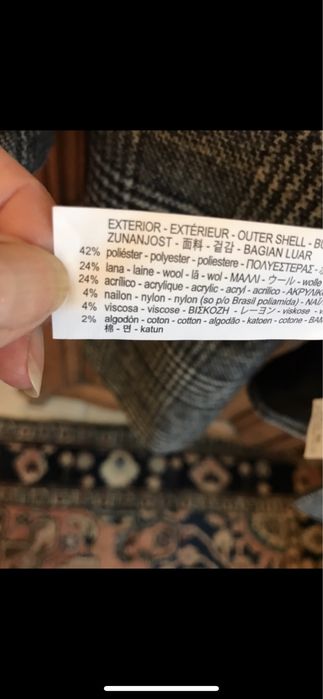 EXTERIOR - EXTÉRIEUR - OUTER SHELL -
ZUNANJOST - 面料 - 겉감 - BAGIAN LUAR
42% poliéster - polyester - poliestere - ΠΟΛΥΕΣΤΕΡΑΣ -
24% lana - laine - wool - lã - wol - ΜΑΛΛΙ - ウール - wolle
24% acrílico - acrylique - acrylic - acryl - acrilico - ΑΚΡΥΛΙΚ
4% nailon - nylon - nylon (so p/o Brasil poliamida) -
4% viscosa - viscose - ΒΙΣΚΟΖΗ - レーヨン - viskose -
2% algodón - coton - cotton - algodão - katoen - cotone -
棉 - 면 - katun